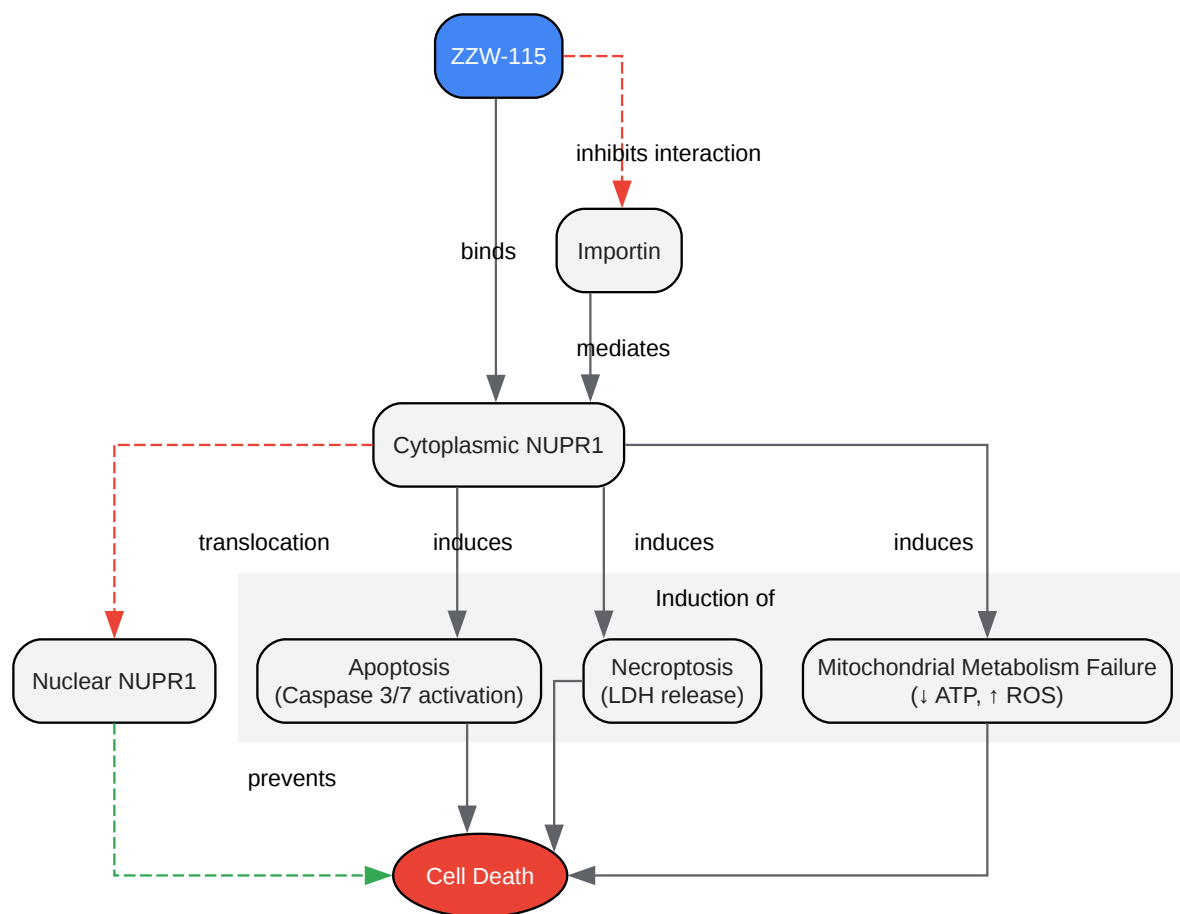 ZZW-115
inhibits interaction
binds
Importin
mediates
Cytoplasmic NUPR1
translocation
induces
induces
induces
Induction of
Nuclear NUPR1
Apoptosis
(Caspase 3/7 activation)
Necroptosis
(LDH release)
Mitochondrial Metabolism Failure
(↓ ATP, ↑ ROS)
prevents
Cell Death